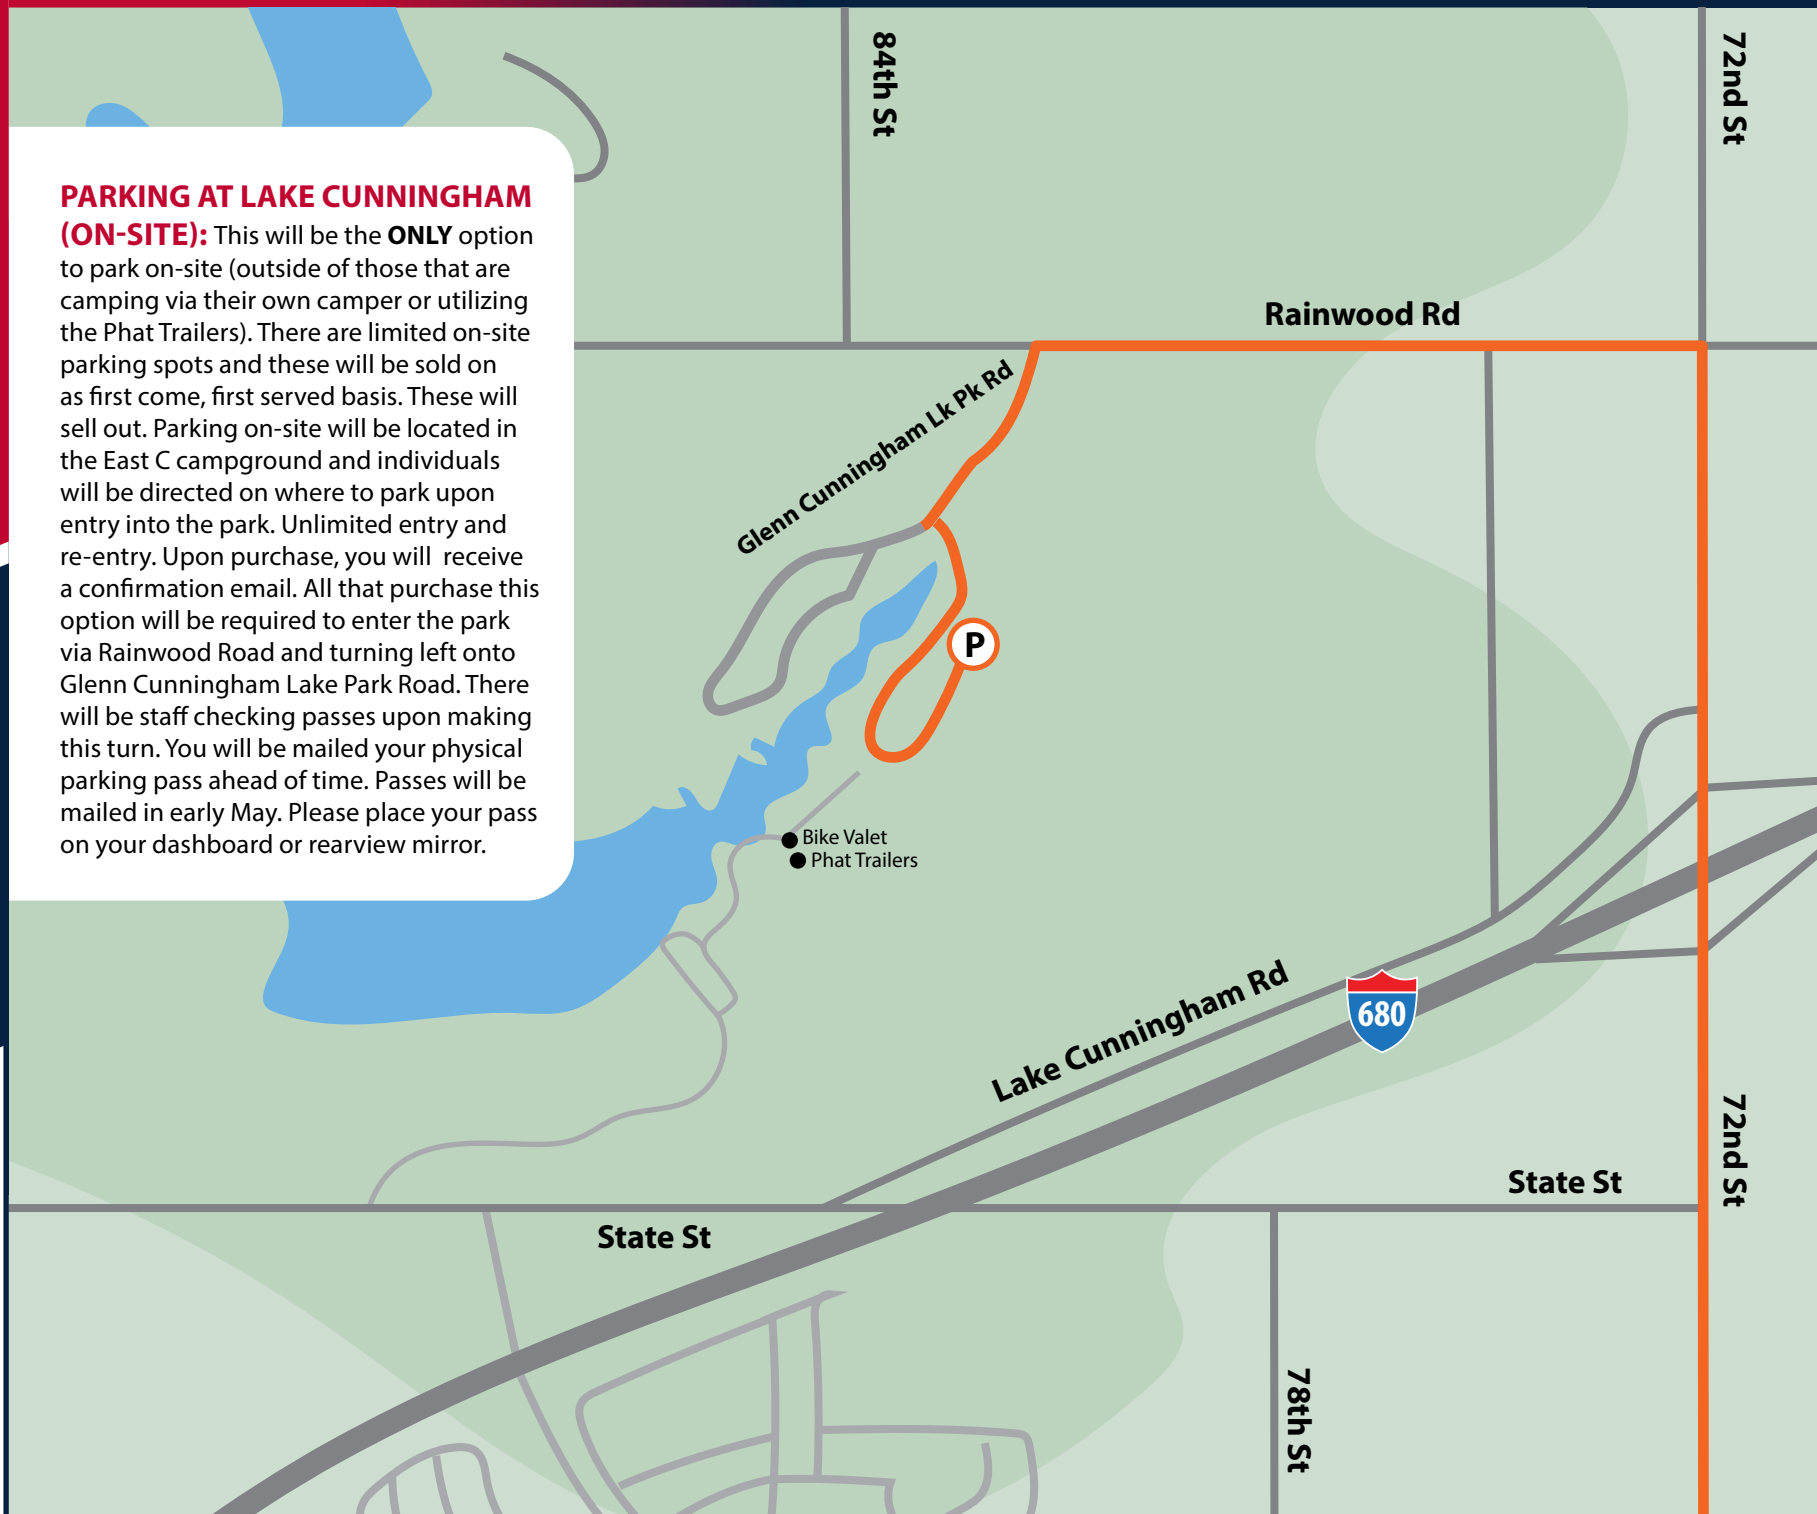 84th St
72nd St
PARKING AT LAKE CUNNINGHAM
(ON-SITE): This will be the ONLY option
to park on-site (outside of those that are
camping via their own camper or utilizing
the Phat Trailers). There are limited on-site
parking spots and these will be sold on
as first come, first served basis. These will
sell out. Parking on-site will be located in
the East C campground and individuals
will be directed on where to park upon
entry into the park. Unlimited entry and
re-entry. Upon purchase, you will receive
a confirmation email. All that purchase this
option will be required to enter the park
via Rainwood Road and turning left onto
Glenn Cunningham Lake Park Road. There
will be staff checking passes upon making
this turn. You will be mailed your physical
parking pass ahead of time. Passes will be
mailed in early May. Please place your pass
on your dashboard or rearview mirror.
Rainwood Rd
Glenn Cunningham Lk Pk Rd
P
Bike Valet
Phat Trailers
Lake Cunningham Rd
680
72nd St
State St
State St
78th St